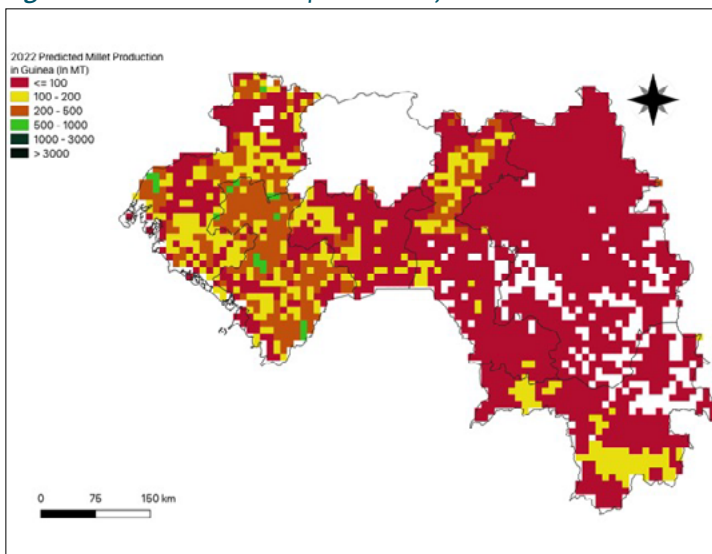 2022 Predicted Millet Production
in Guinea (In MT)
<= 100
100 - 200
200 - 500
500 - 1000
1000 - 3000
> 3000
0 75 150 km